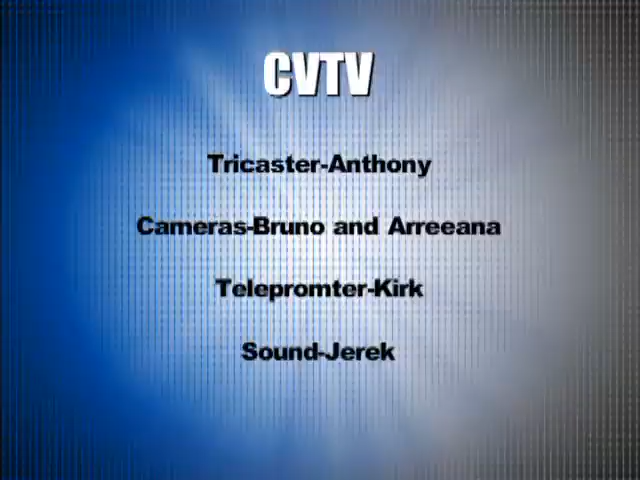 CVTV
Tricaster-Anthony
Cameras-Bruno and Arreeana
Telepromter-Kirk
Sound-Jerek